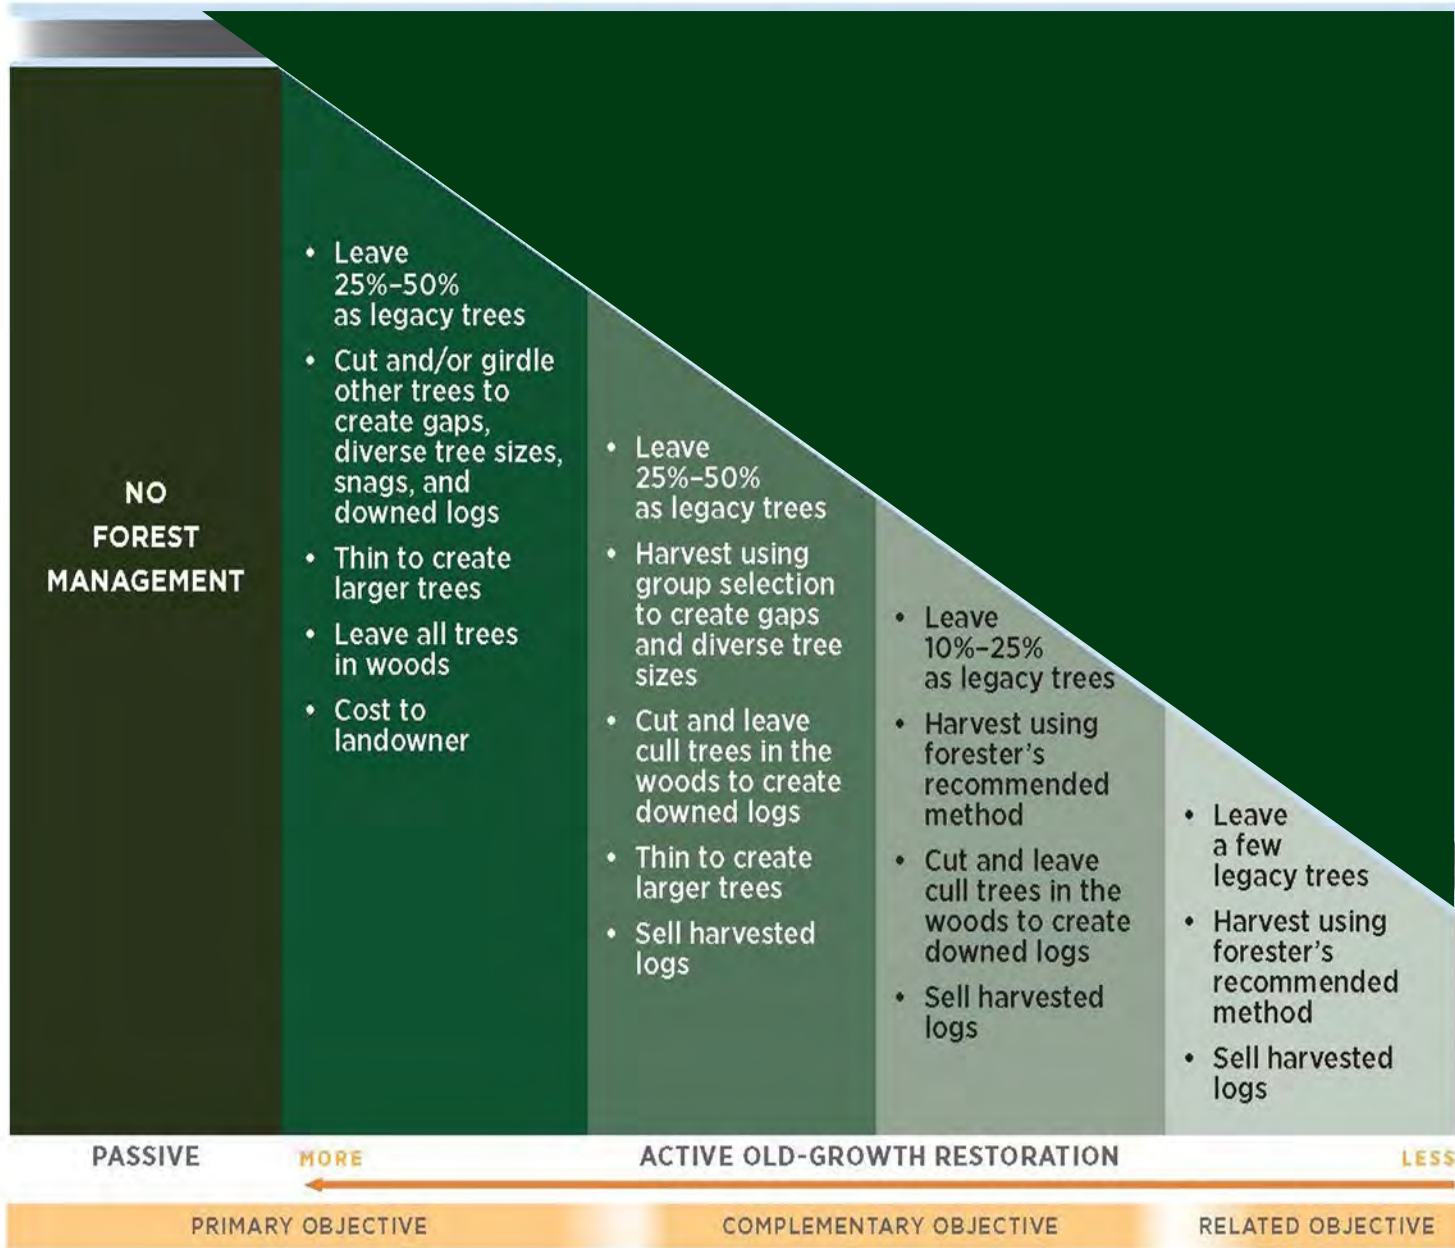 NO
FOREST
MANAGEMENT
• Leave
25%–50%
as legacy trees
• Cut and/or girdle
other trees to
create gaps,
diverse tree sizes,
snags, and
downed logs
• Thin to create
larger trees
• Leave all trees
in woods
• Cost to
landowner
• Leave
25%–50%
as legacy trees
• Harvest using
group selection
to create gaps
and diverse tree
sizes
• Cut and leave
cull trees in the
woods to create
downed logs
• Thin to create
larger trees
• Sell harvested
logs
• Leave
10%–25%
as legacy trees
• Harvest using
forester's
recommended
method
• Cut and leave
cull trees in the
woods to create
downed logs
• Sell harvested
logs
• Leave
a few
legacy trees
• Harvest using
forester's
recommended
method
• Sell harvested
logs
PASSIVE MORE ACTIVE OLD-GROWTH RESTORATION LESS
PRIMARY OBJECTIVE COMPLEMENTARY OBJECTIVE RELATED OBJECTIVE